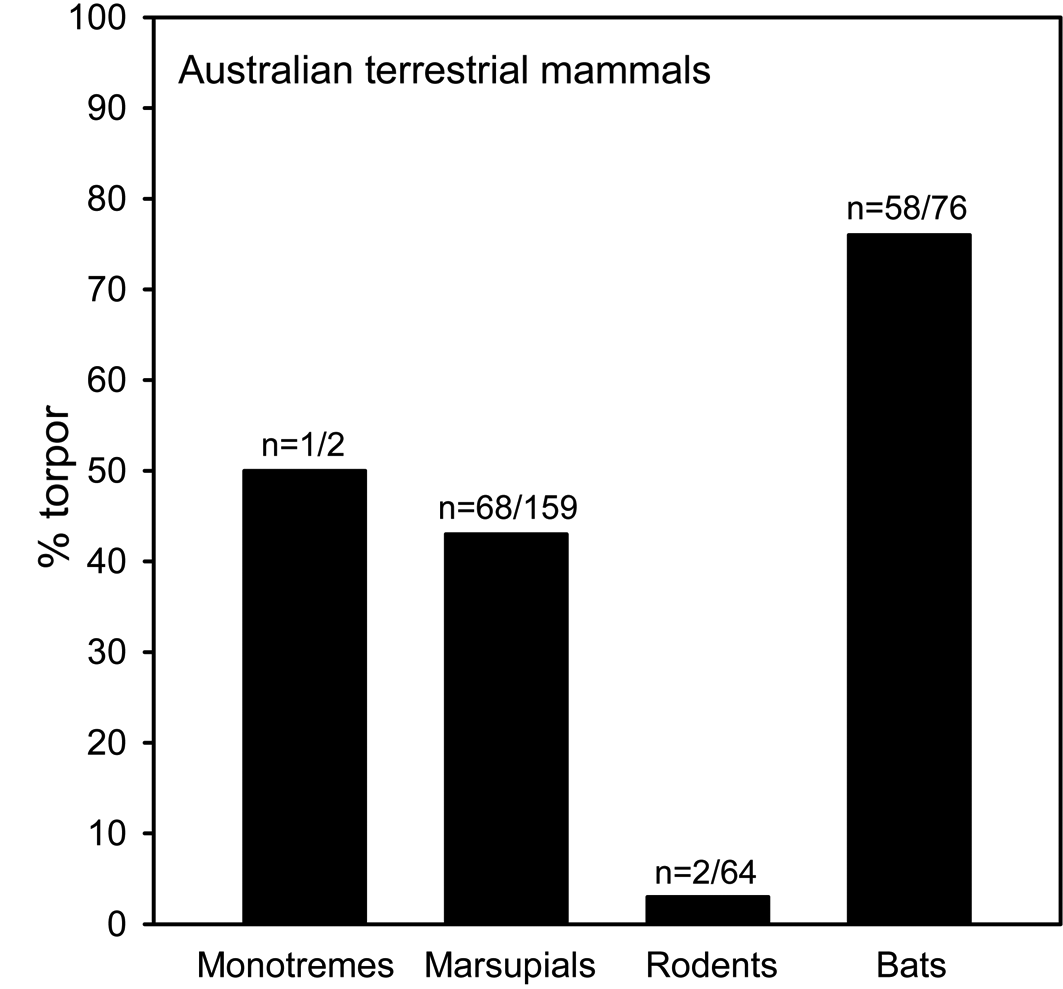 100
Australian terrestrial mammals
90
80
n=58/76
70
60
n=1/2
50
n=68/159
% torpor
40
30
20
10
n=2/64
0
Monotremes Marsupials Rodents Bats